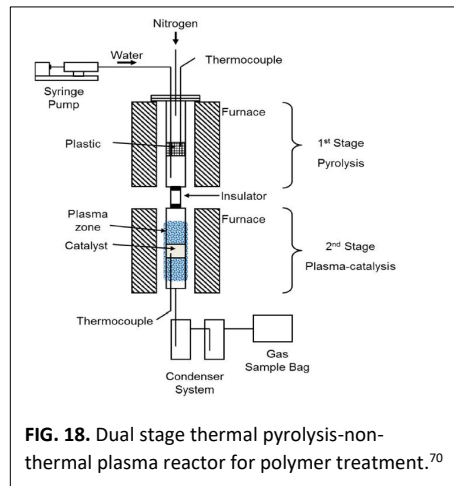 Nitrogen
Water
Thermocouple
Syringe
Pump
Furnace
Plastic
1st Stage
Pyrolysis
Insulator
Plasma
zone
Furnace
Catalyst
2nd Stage
Plasma-catalysis
Thermocouple
Condenser
System
Gas
Sample Bag
FIG. 18. Dual stage thermal pyrolysis-non-
thermal plasma reactor for polymer treatment.70